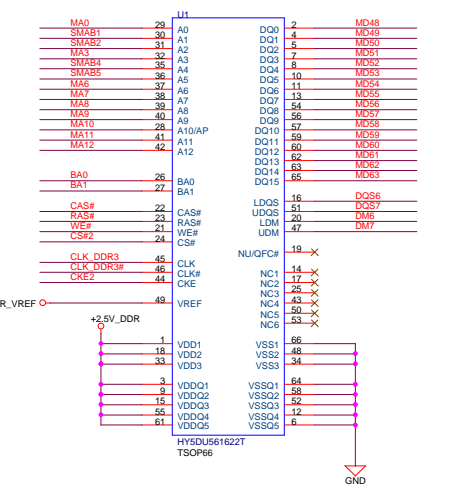 U1
MA0 29 A0 DQ0 2 MD48
SMAB1 30 A1 DQ1 4 MD49
SMAB2 31 A2 DQ2 5 MD50
MA3 32 A3 DQ3 7 MD51
SMAB4 35 A4 DQ4 8 MD52
SMAB5 36 A5 DQ5 10 MD53
MA6 37 A6 DQ6 11 MD54
MA7 38 A7 DQ7 13 MD55
MA8 39 A8 DQ8 54 MD56
MA9 40 A9 DQ9 56 MD57
MA10 28 A10/AP DQ10 57 MD58
MA11 41 A11 DQ11 59 MD59
MA12 42 A12 DQ12 60 MD60
DQ13 62 MD61
DQ14 63 MD62
BA0 26 BA0 DQ15 65 MD63
BA1 27 BA1
LDQS 16 DQS6
CAS# 22 CAS# UDQS 51 DQS7
RAS# 23 RAS# LDM 20 DM6
WE# 21 WE# UDM 47 DM7
CS#2 24 CS#
NU/QFC# 19
CLK_DDR3 45 CLK
CLK_DDR3# 46 CLK# NC1 14
CKE2 44 CKE NC2 17
NC3 25
R_VREF 49 VREF NC4 43
NC5 50
+2.5V_DDR NC6 53
1 VDD1 VSS1 66
18 VDD2 VSS2 48
33 VDD3 VSS3 34
3 VDDQ1 VSSQ1 64
9 VDDQ2 VSSQ2 58
15 VDDQ3 VSSQ3 52
55 VDDQ4 VSSQ4 12
61 VDDQ5 VSSQ5 6
HY5DU561622T
TSOP66
GND